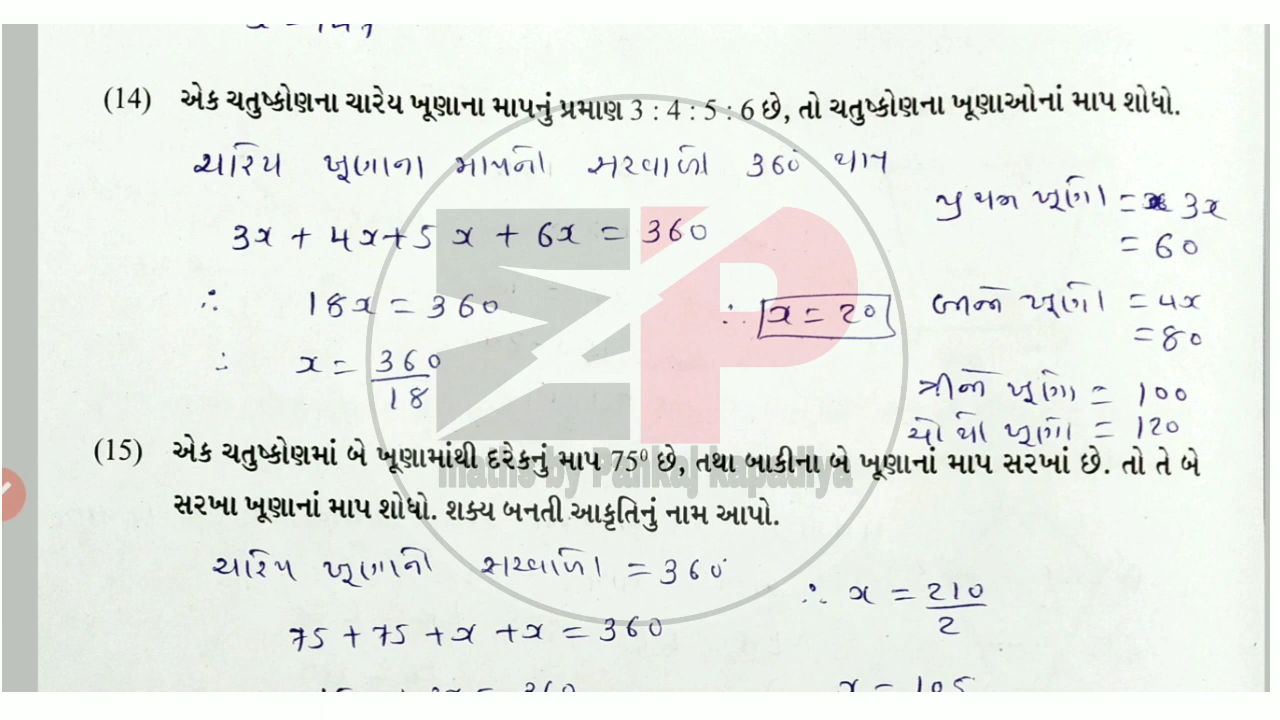 (14) એક ચતુષ્કોણના ચારેય ખૂણાના માપનું પ્રમાણ 3 : 4 : 5 : 6 છે, તો ચતુષ્કોણના ખૂણાઓનાં માપ શોધો.
ચારેય ખૂણાના માપનો સરવાળો 360° થાય
3x + 4x + 5x + 6x = 360
∴ 18x = 360
∴ x = 360/18
∴ x = 20
પ્રથમ ખૂણો = 3x
= 60
બીજો ખૂણો = 4x
= 80
ત્રીજો ખૂણો = 100
ચોથો ખૂણો = 120
(15) એક ચતુષ્કોણમાં બે ખૂણામાંથી દરેકનું માપ 75⁰ છે, તથા બાકીના બે ખૂણાનાં માપ સરખાં છે. તો તે બે
સરખા ખૂણાનાં માપ શોધો. શક્ય બનતી આકૃતિનું નામ આપો.
maths by Pankaj kapadiya
ચારેય ખૂણાનો સરવાળો = 360°
75 + 75 + x + x = 360
∴ x = 210/2
x = 105